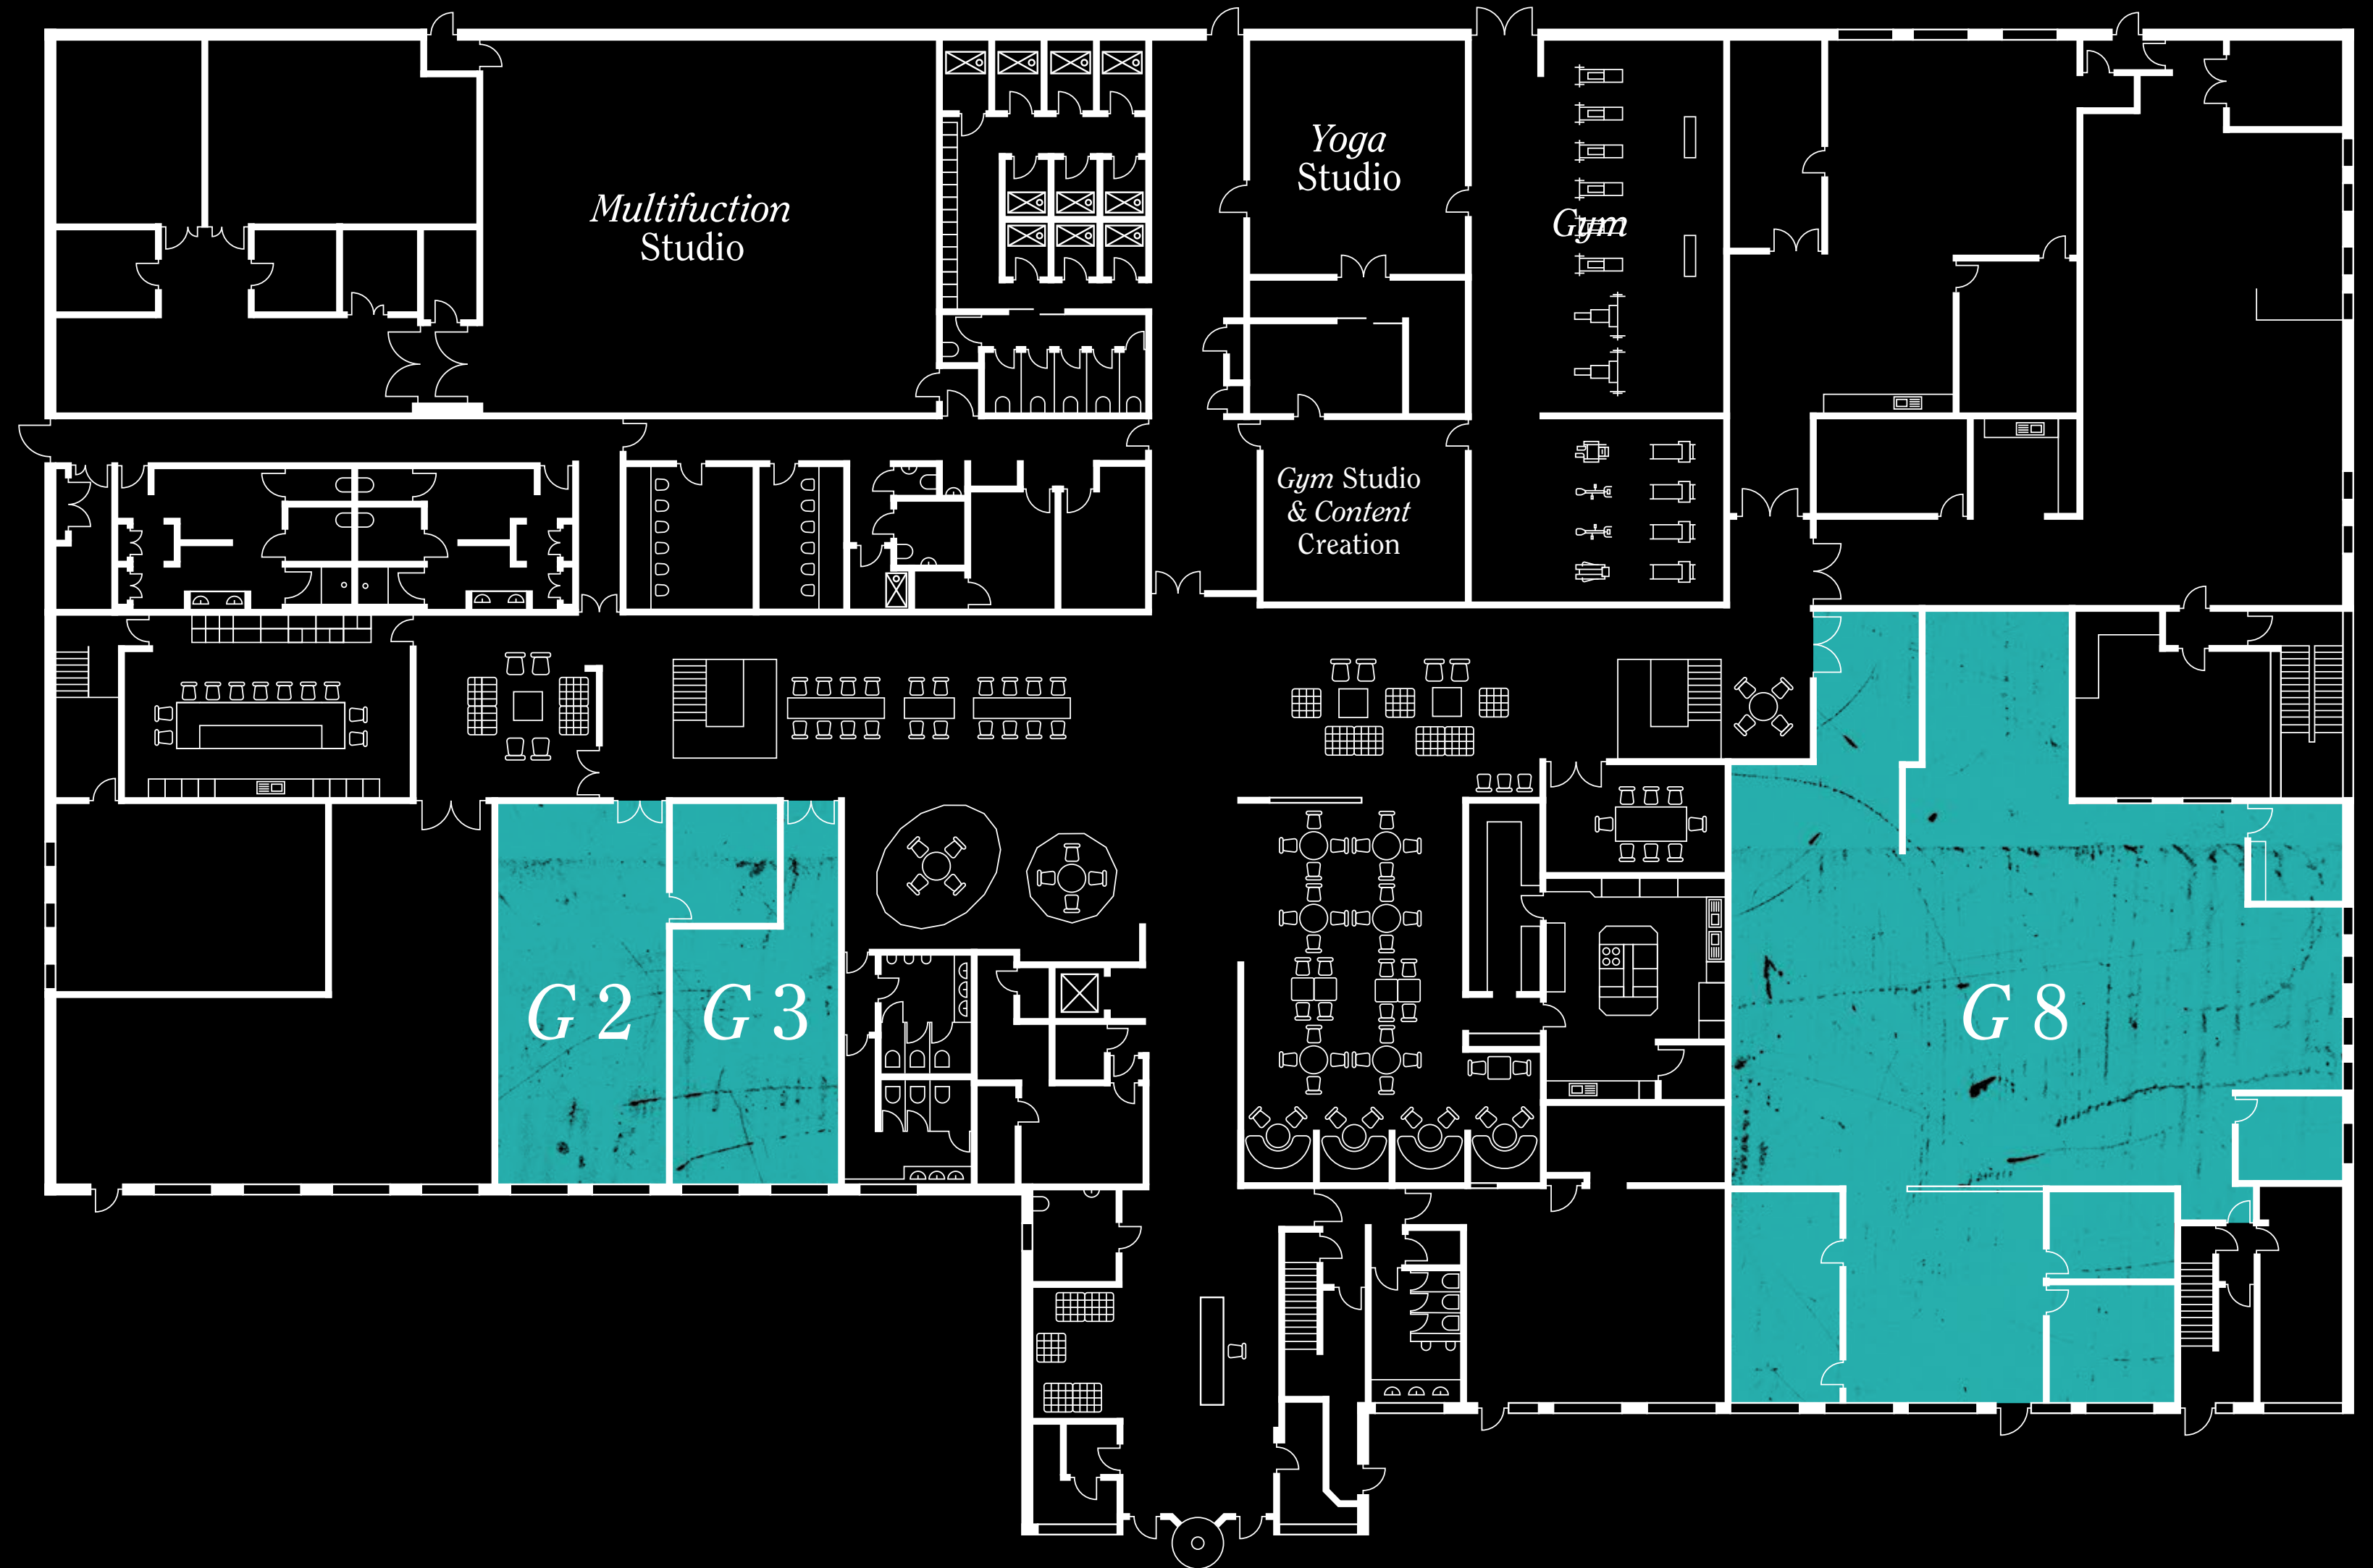 Multifuction
Studio
Yoga
Studio
Gym
Gym Studio
& Content
Creation
G 2
G 3
G 8